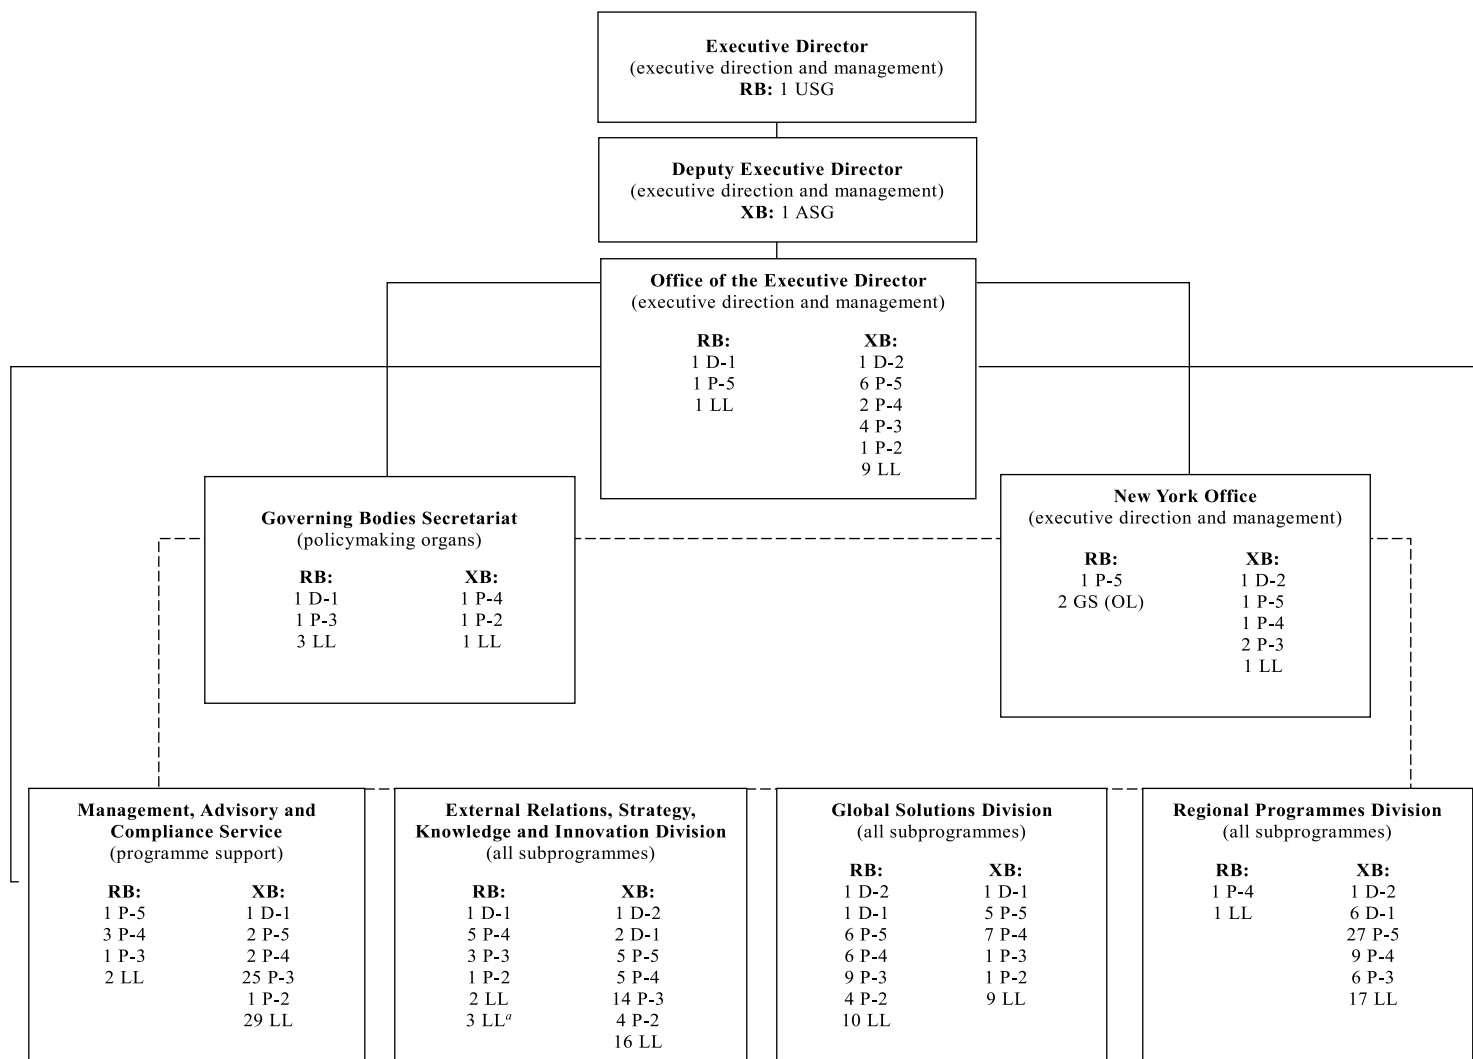 Executive Director
(executive direction and management)
RB: 1 USG
Deputy Executive Director
(executive direction and management)
XB: 1 ASG
Office of the Executive Director
(executive direction and management)
RB:
1 D-1
1 P-5
1 LL
XB:
1 D-2
6 P-5
2 P-4
4 P-3
1 P-2
9 LL
Governing Bodies Secretariat
(policymaking organs)
RB:
1 D-1
1 P-3
3 LL
XB:
1 P-4
1 P-2
1 LL
New York Office
(executive direction and management)
RB:
1 P-5
2 GS (OL)
XB:
1 D-2
1 P-5
1 P-4
2 P-3
1 LL
Management, Advisory and
Compliance Service
(programme support)
RB:
1 P-5
3 P-4
1 P-3
2 LL
XB:
1 D-1
2 P-5
2 P-4
25 P-3
1 P-2
29 LL
External Relations, Strategy,
Knowledge and Innovation Division
(all subprogrammes)
RB:
1 D-1
5 P-4
3 P-3
1 P-2
2 LL
3 LLa
XB:
1 D-2
2 D-1
5 P-5
5 P-4
14 P-3
4 P-2
16 LL
Global Solutions Division
(all subprogrammes)
RB:
1 D-2
1 D-1
6 P-5
6 P-4
9 P-3
4 P-2
10 LL
XB:
1 D-1
5 P-5
7 P-4
1 P-3
1 P-2
9 LL
Regional Programmes Division
(all subprogrammes)
RB:
1 P-4
1 LL
XB:
1 D-2
6 D-1
27 P-5
9 P-4
6 P-3
17 LL